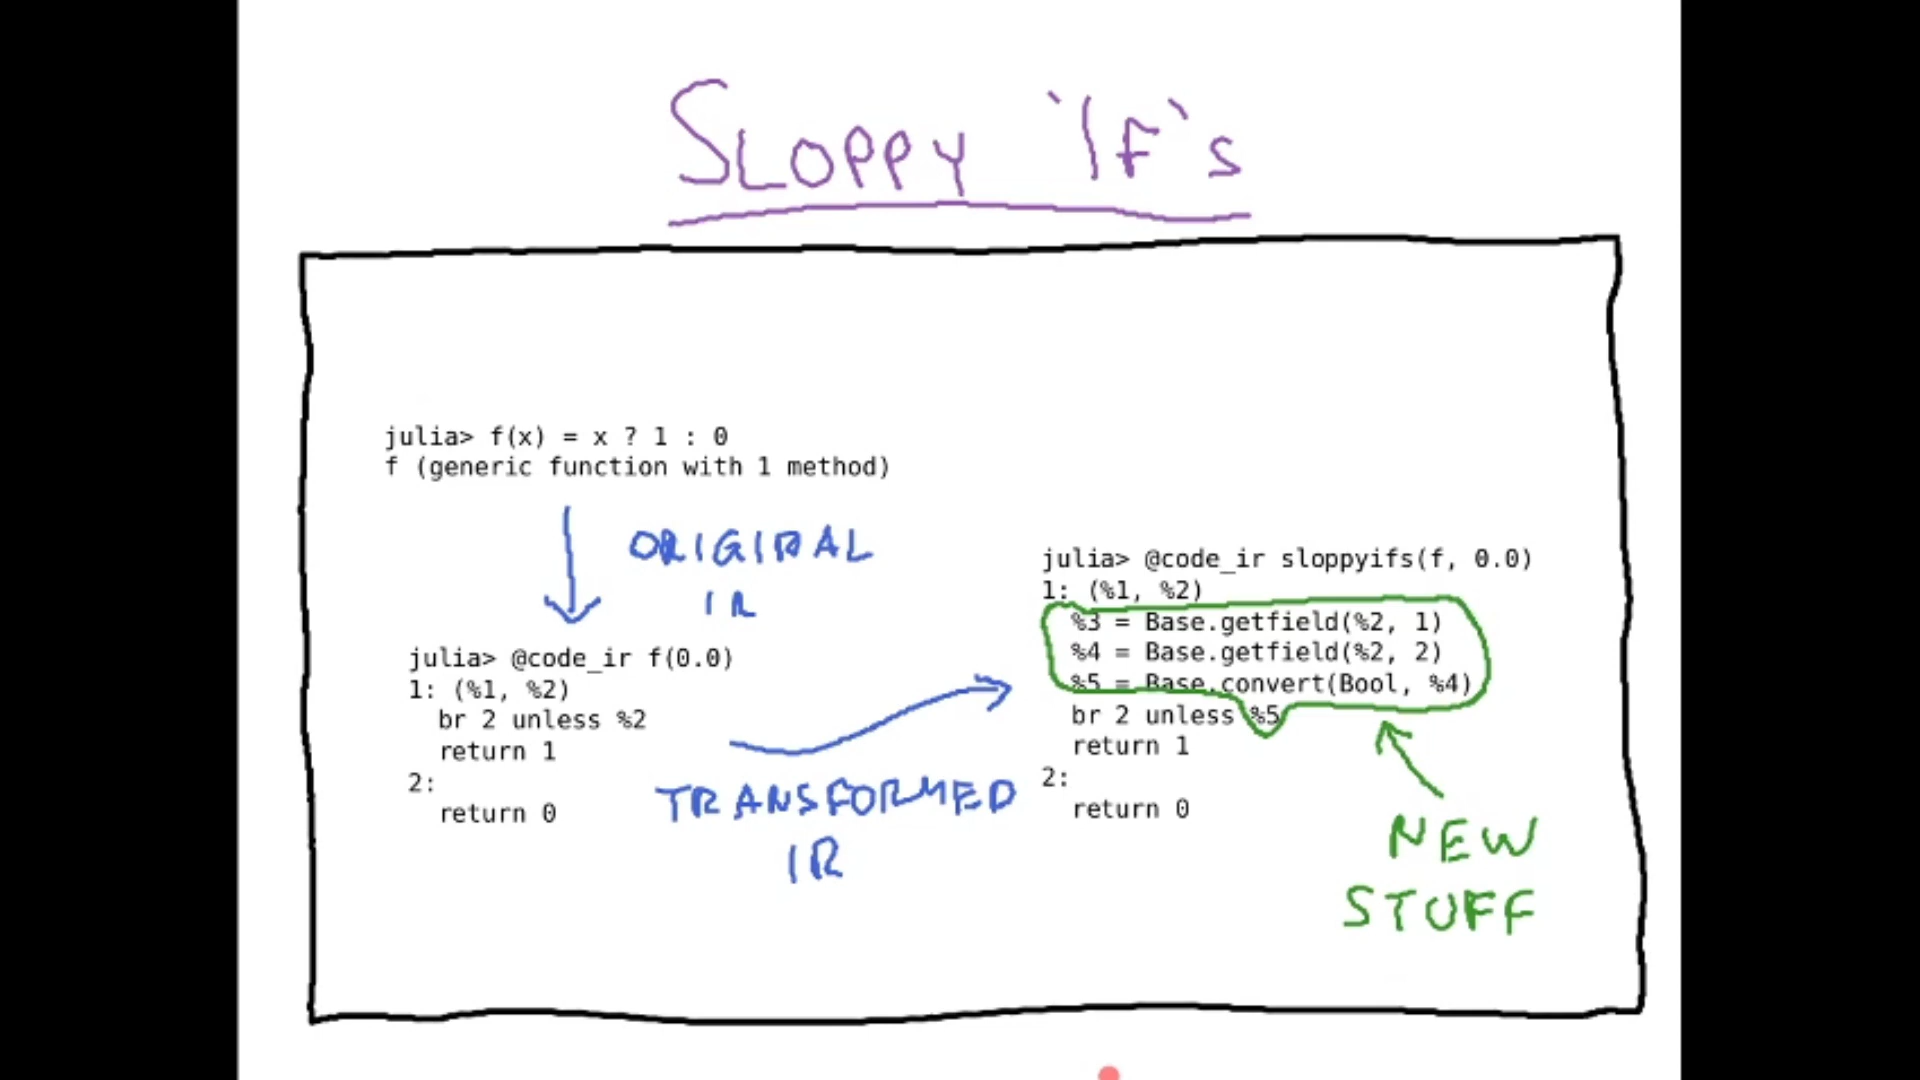 SLOPPY `IF`s
julia> f(x) = x ? 1 : 0
f (generic function with 1 method)
ORIGINAL
IR
julia> @code_ir f(0.0)
1: (%1, %2)
br 2 unless %2
return 1
2:
return 0
TRANSFORMED
IR
julia> @code_ir sloppyifs(f, 0.0)
1: (%1, %2)
%3 = Base.getfield(%2, 1)
%4 = Base.getfield(%2, 2)
%5 = Base.convert(Bool, %4)
br 2 unless %5
return 1
2:
return 0
NEW
STUFF